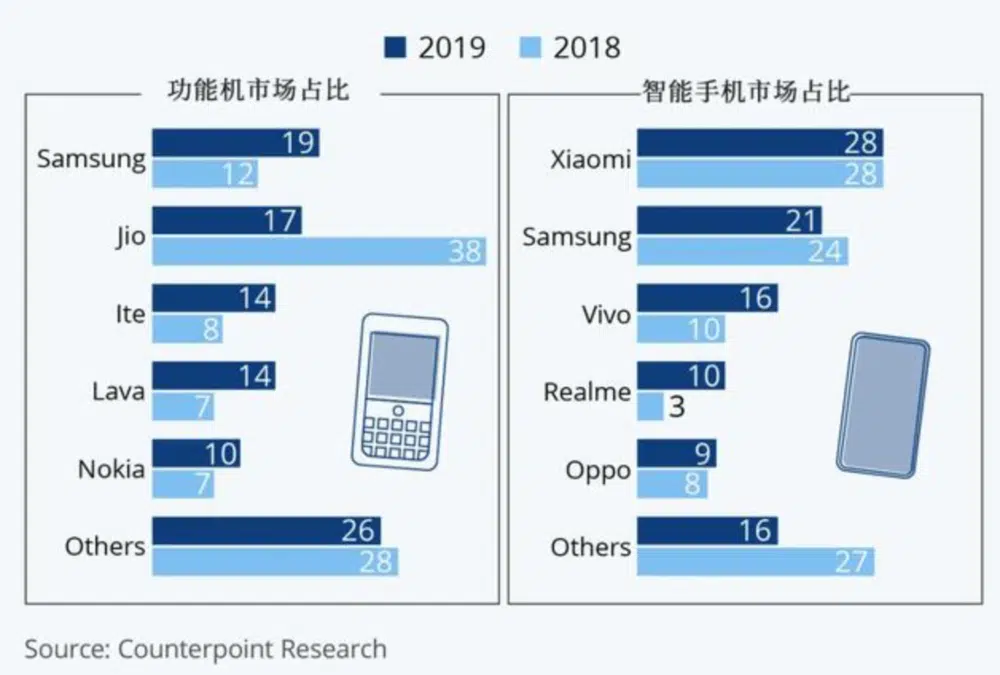 2019 2018
功能机市场占比
Samsung 19 12
Jio 17 38
Ite 14 8
Lava 14 7
Nokia 10 7
Others 26 28
智能手机市场占比
Xiaomi 28 28
Samsung 21 24
Vivo 16 10
Realme 10 3
Oppo 9 8
Others 16 27
Source: Counterpoint Research